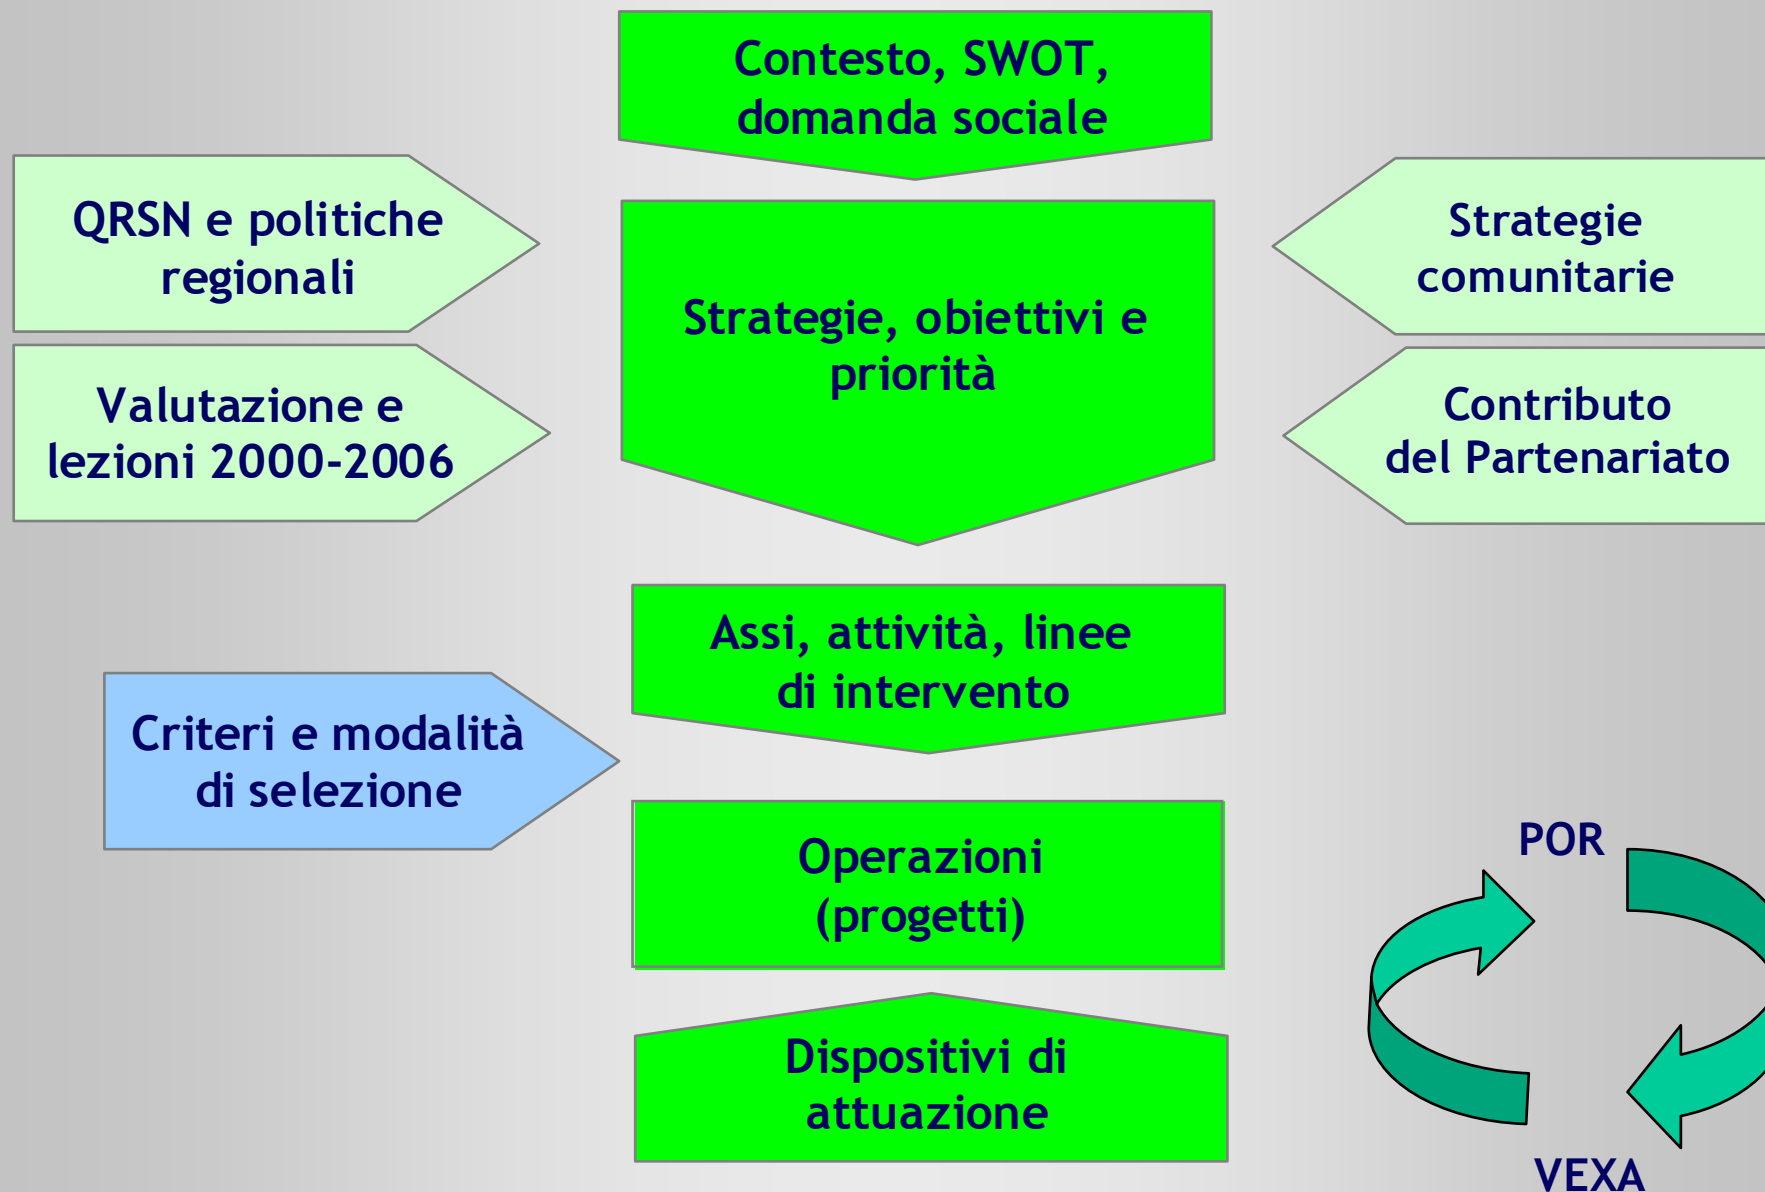 Contesto, SWOT,
domanda sociale
QRSN e politiche
regionali
Strategie
comunitarie
Strategie, obiettivi e
priorità
Valutazione e
lezioni 2000-2006
Contributo
del Partenariato
Assi, attività, linee
di intervento
Criteri e modalità
di selezione
Operazioni
(progetti)
POR
Dispositivi di
attuazione
VEXA